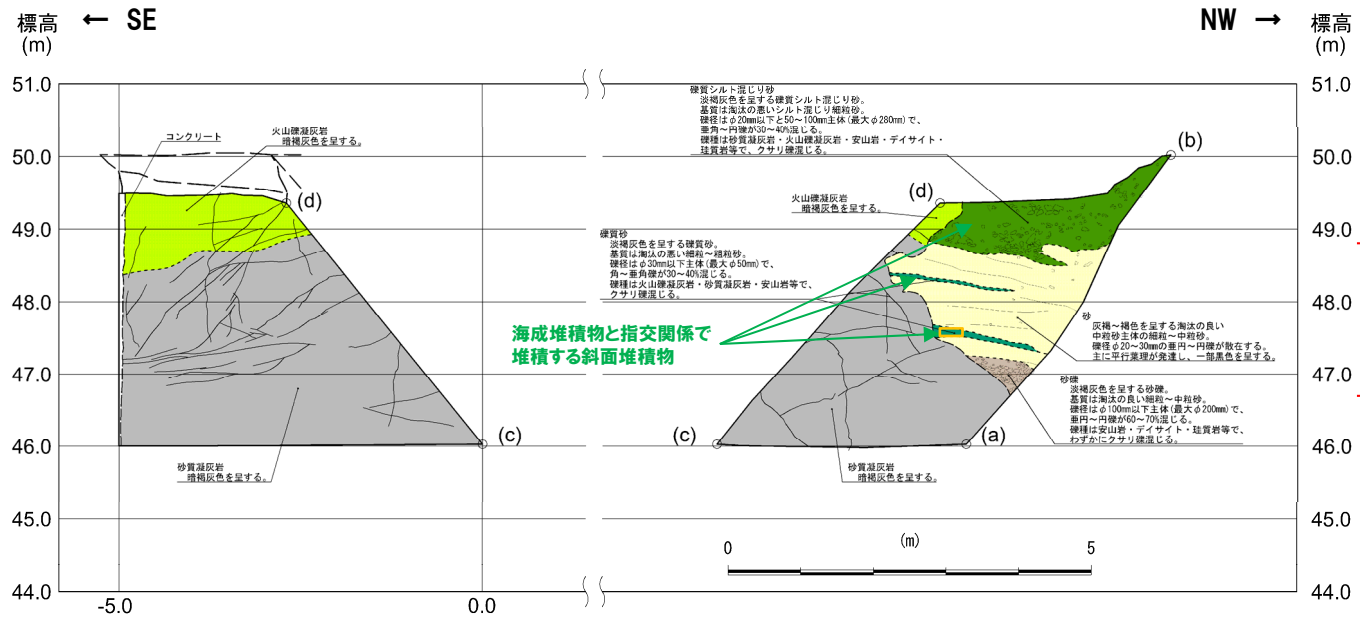 標高
(m)
← SE
NW →
標高
(m)
51.0
50.0
49.0
48.0
47.0
46.0
45.0
44.0
-5.0
0.0
コンクリート
火山礫凝灰岩
暗褐灰色を呈する。
(d)
(c)
砂質凝灰岩
暗褐灰色を呈する。
礫質シルト混じり砂
淡褐灰色を呈する礫質シルト混じり砂。
基質は淘汰の悪いシルト混じり細粒砂。
礫径はφ20mm以下と50～100mm主体(最大φ280mm)で、
亜角～円礫が30～40%混じる。
礫種は砂質凝灰岩・火山礫凝灰岩・安山岩・デイサイト・
珪質岩等で、クサリ礫混じる。
(b)
(d)
火山礫凝灰岩
暗褐灰色を呈する。
礫質砂
淡褐灰色を呈する礫質砂。
基質は淘汰の悪い細粒～粗粒砂。
礫径はφ30mm以下主体(最大φ50mm)で、
角～亜角礫が30～40%混じる。
礫種は火山礫凝灰岩・砂質凝灰岩・安山岩等で、
クサリ礫混じる。
海成堆積物と指交関係で
堆積する斜面堆積物
砂
灰褐～褐色を呈する淘汰の良い
中粒砂主体の細粒～中粒砂。
礫径φ20～30mmの亜円～円礫が散在する。
主に平行葉理が発達し、一部黒色を呈する。
砂礫
淡褐灰色を呈する砂礫。
基質は淘汰の良い細粒～中粒砂。
礫径はφ100mm以下主体(最大φ200mm)で、
亜円～円礫が60～70%混じる。
礫種は安山岩・デイサイト・珪質岩等で、
わずかにクサリ礫混じる。
(c)
(a)
砂質凝灰岩
暗褐灰色を呈する。
0
(m)
5
51.0
50.0
49.0
48.0
47.0
46.0
45.0
44.0